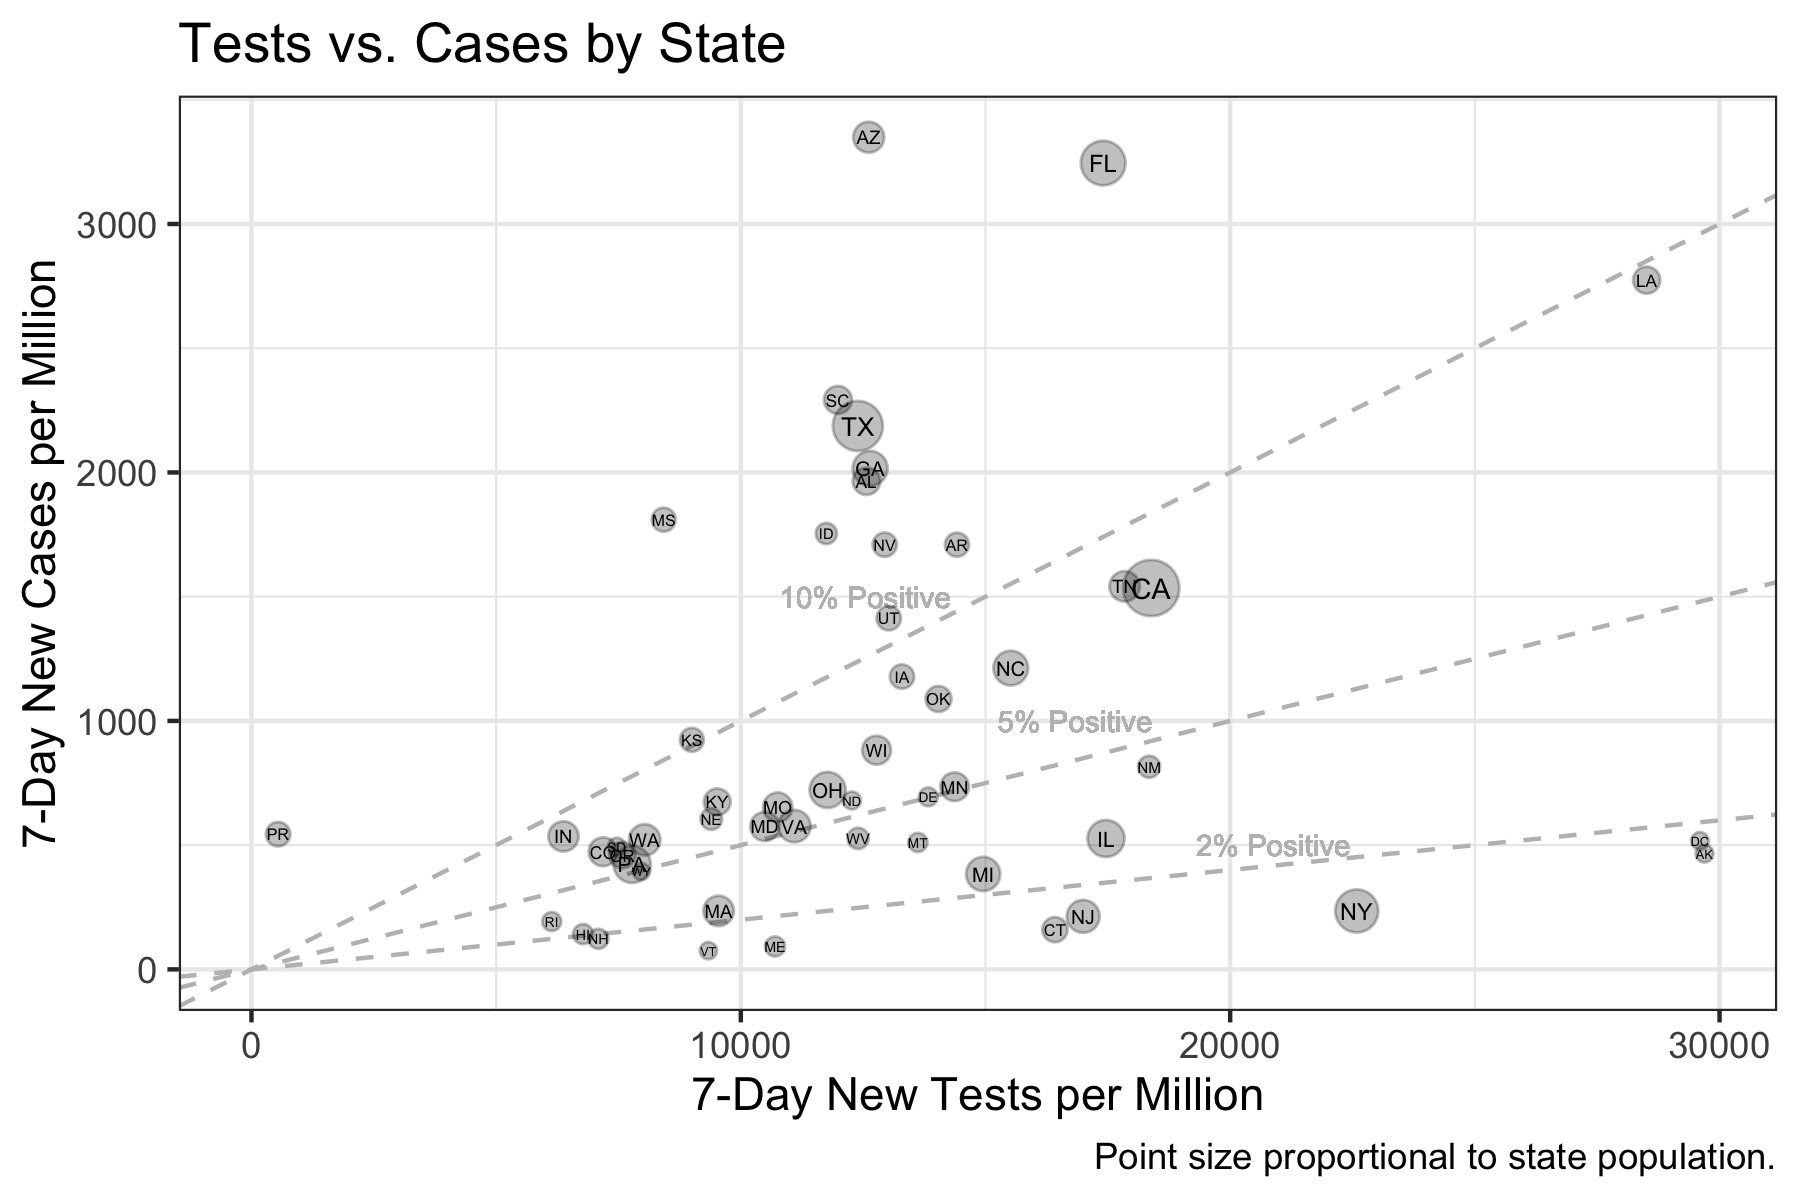 Tests vs. Cases by State
7-Day New Cases per Million
3000
2000
1000
0
AZ
FL
LA
SC
TX
GA
AL
MS
ID
NV
AR
TN
CA
10% Positive
UT
NC
IA
OK
5% Positive
KS
WI
NM
MN
OH
DE
ND
KY
MO
NE
MD
VA
PR
IN
WA
WV
MT
IL
2% Positive
DC
AK
CO
SD
OR
PA
WY
MI
MA
NY
NJ
CT
RI
HI
NH
VT
ME
0
10000
20000
30000
7-Day New Tests per Million
Point size proportional to state population.